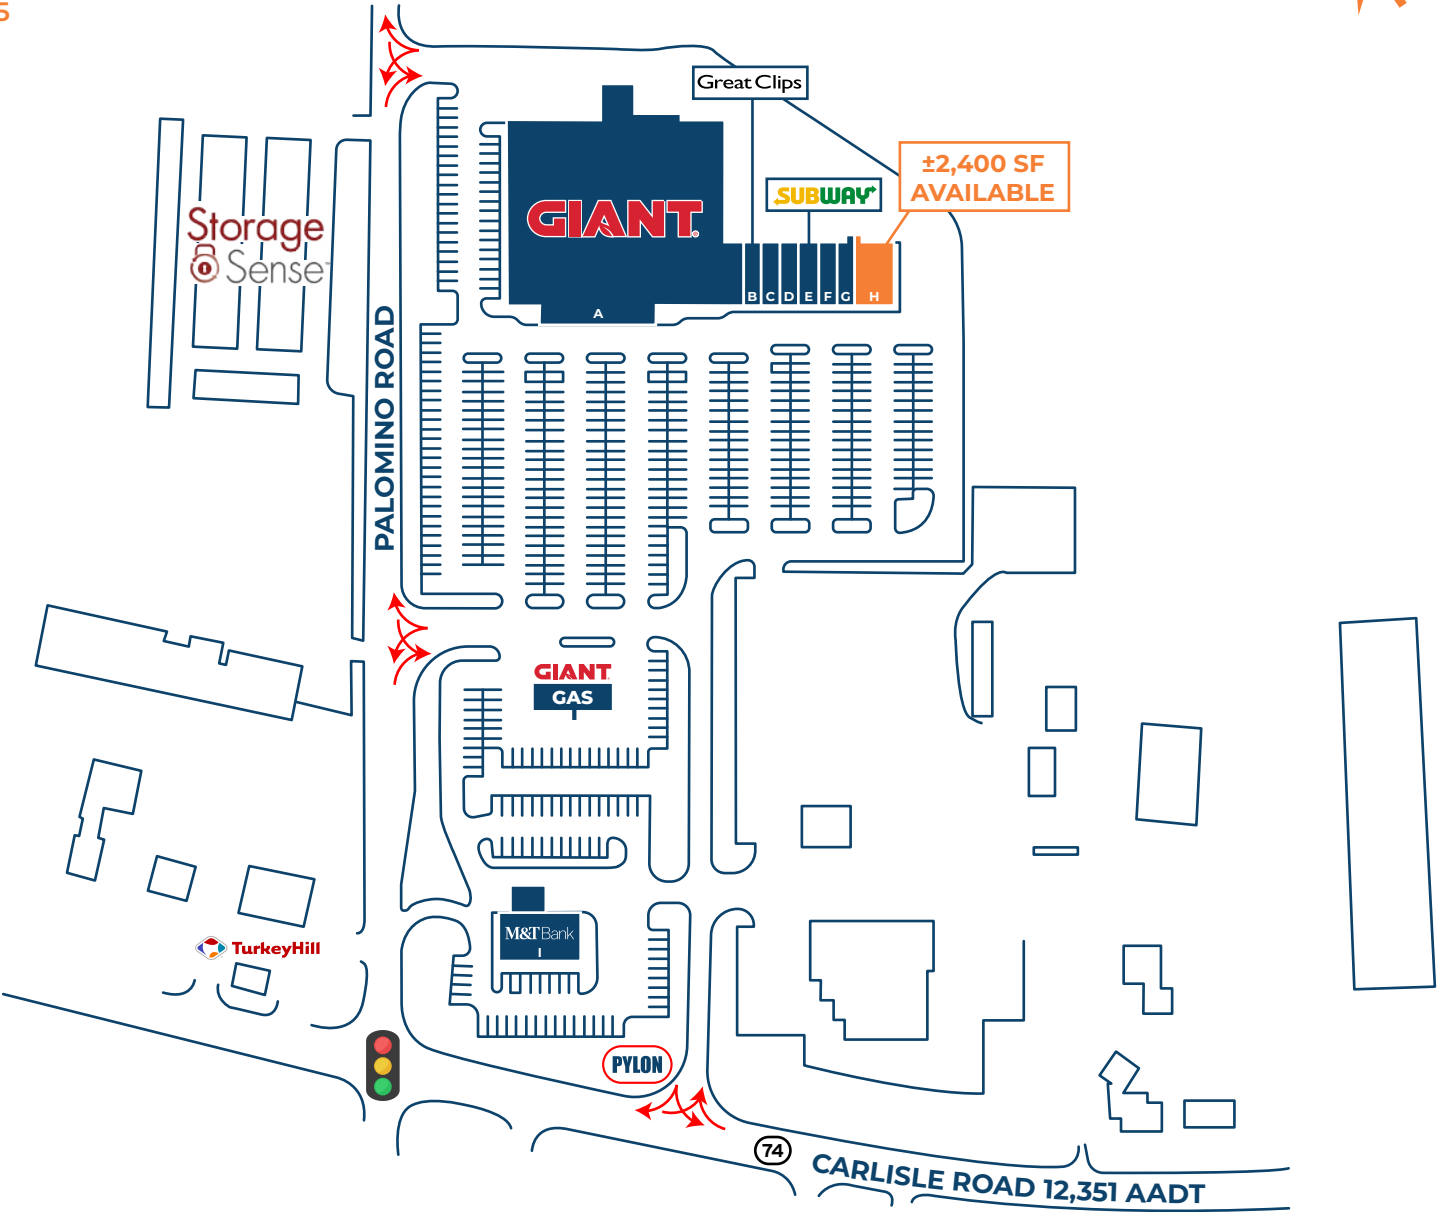 5
Great Clips
±2,400 SF
AVAILABLE
SUBWAY
GIANT
Storage
Sense
B C D E F G H
A
PALOMINO ROAD
GIANT
GAS
M&T Bank
I
TurkeyHill
PYLON
74
CARLISLE ROAD 12,351 AADT